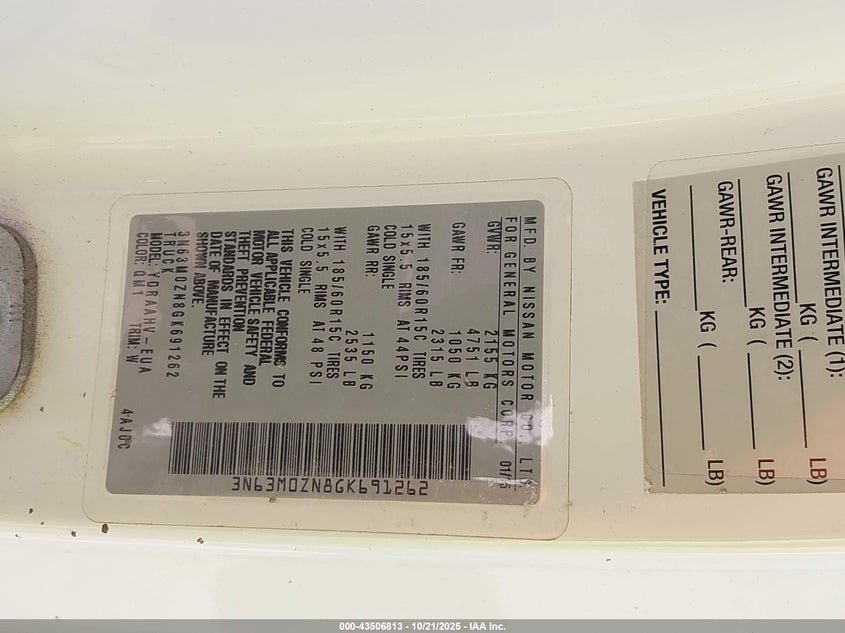 MFD. BY NISSAN MOTOR CO., LT
FOR GENERAL MOTORS CORP.
GVWR: 2155 KG
4751 LB
GAWR FR: 1050 KG
2315 LB
WITH 185/60R15C TIRES
15x5.5 RIMS AT 44PSI
COLD SINGLE
GAWR RR: 1150 KG
2535 LB
WITH 185/60R15C TIRES
15x5.5 RIMS AT 48 PSI
COLD SINGLE
THIS VEHICLE CONFORMS TO
ALL APPLICABLE FEDERAL
MOTOR VEHICLE SAFETY AND
THEFT PREVENTION
STANDARDS IN EFFECT ON THE
DATE OF MANUFACTURE
SHOWN ABOVE.
3N63M0ZN8GK691262
TRUCK
MODEL: YDRAAHV-EUA
COLOR: QM1 TRIM: W
4-AJ0C
3N63M0ZN8GK691262
GAWR INTERMEDIATE (1):
KG ( LB)
GAWR INTERMEDIATE (2):
KG ( LB)
GAWR-REAR:
KG ( LB)
VEHICLE TYPE:
000-43506813 - 10/21/2025 - IAA Inc.